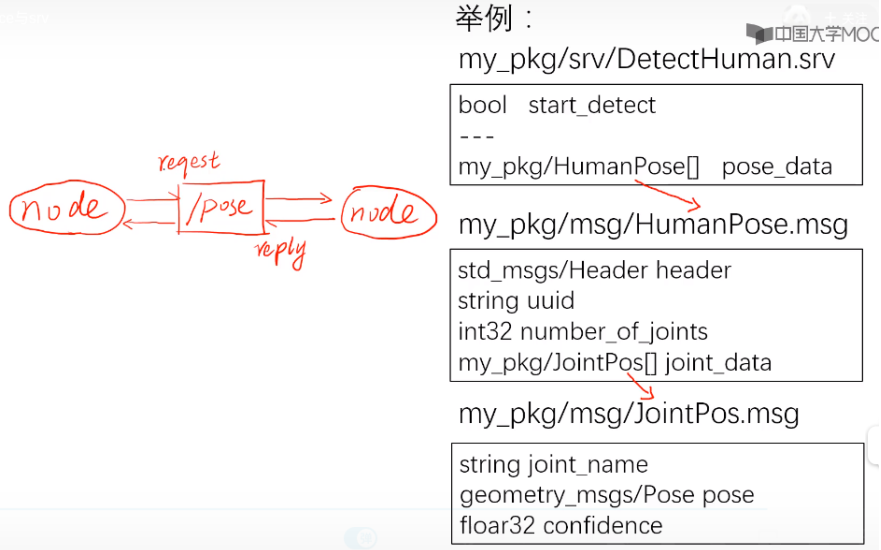 举例：
中国大学MOO
my_pkg/srv/DetectHuman.srv
bool start_detect
---
my_pkg/HumanPose[] pose_data
reqest
node
/pose
node
reply
my_pkg/msg/HumanPose.msg
std_msgs/Header header
string uuid
int32 number_of_joints
my_pkg/JointPos[] joint_data
my_pkg/msg/JointPos.msg
string joint_name
geometry_msgs/Pose pose
floar32 confidence